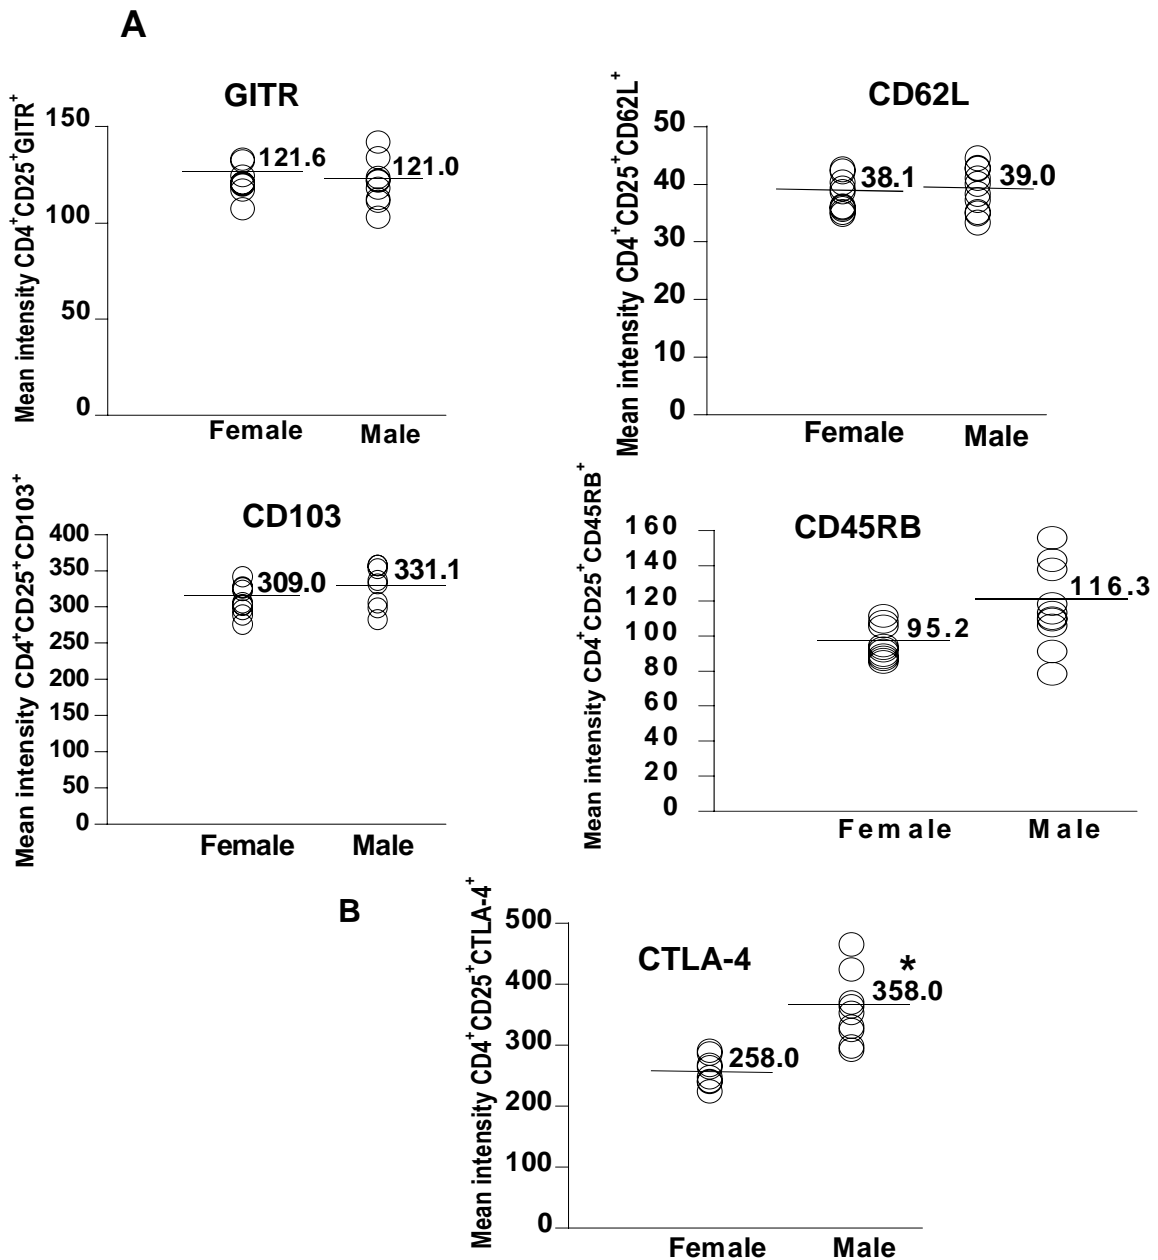 A
GITR
Mean intensity CD4+CD25+GITR+
150
100
50
0
121.6
121.0
Female
Male
CD62L
Mean intensity CD4+CD25+CD62L+
50
40
30
20
10
0
38.1
39.0
Female
Male
CD103
Mean intensity CD4+CD25+CD103+
400
350
300
250
200
150
100
50
0
309.0
331.1
Female
Male
CD45RB
Mean intensity CD4+CD25+CD45RB+
160
140
120
100
80
60
40
20
0
95.2
116.3
Female
Male
B
CTLA-4
Mean intensity CD4+CD25+CTLA-4+
500
400
300
200
100
0
258.0
*
358.0
Female
Male